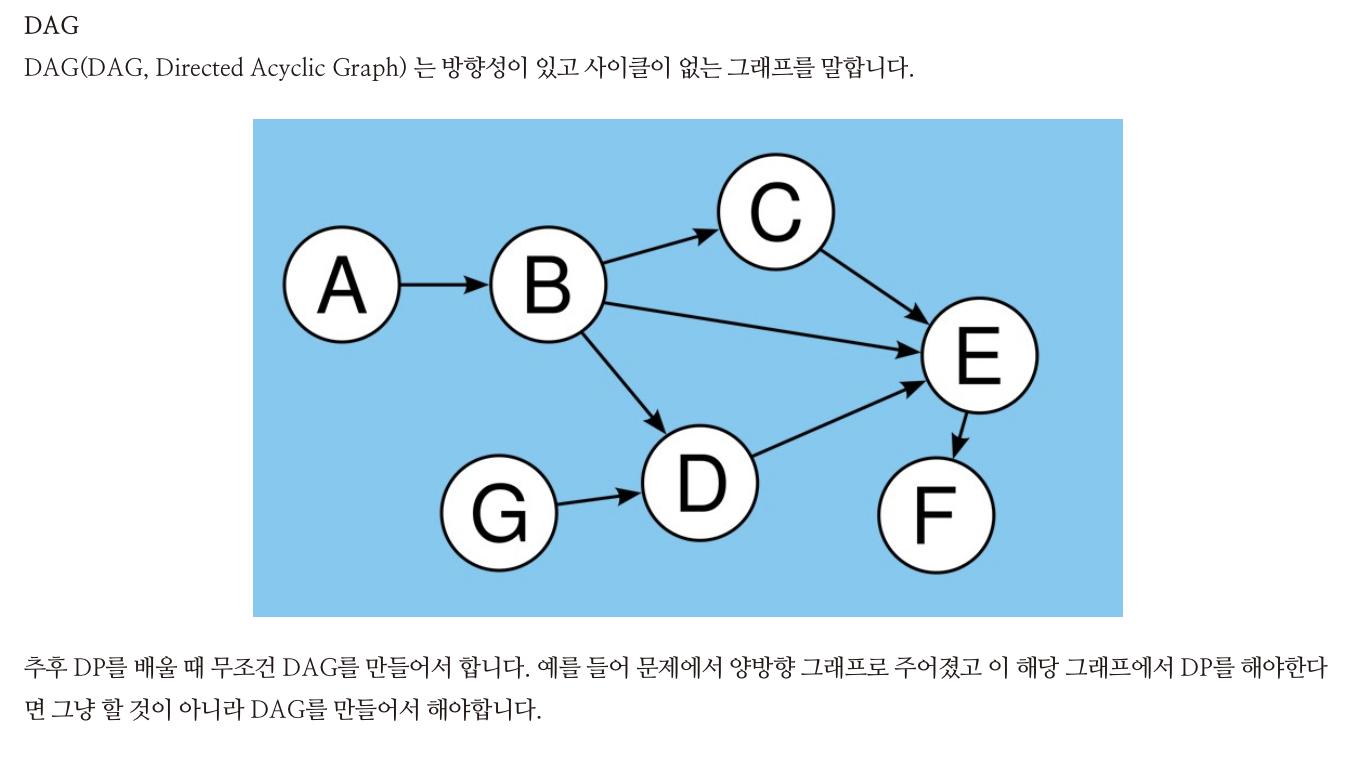 DAG
DAG(DAG, Directed Acyclic Graph) 는 방향성이 있고 사이클이 없는 그래프를 말합니다.
C
A
B
E
D
G
F
추후 DP를 배울 때 무조건 DAG를 만들어서 합니다. 예를 들어 문제에서 양방향 그래프로 주어졌고 이 해당 그래프에서 DP를 해야한다
면 그냥 할 것이 아니라 DAG를 만들어서 해야합니다.